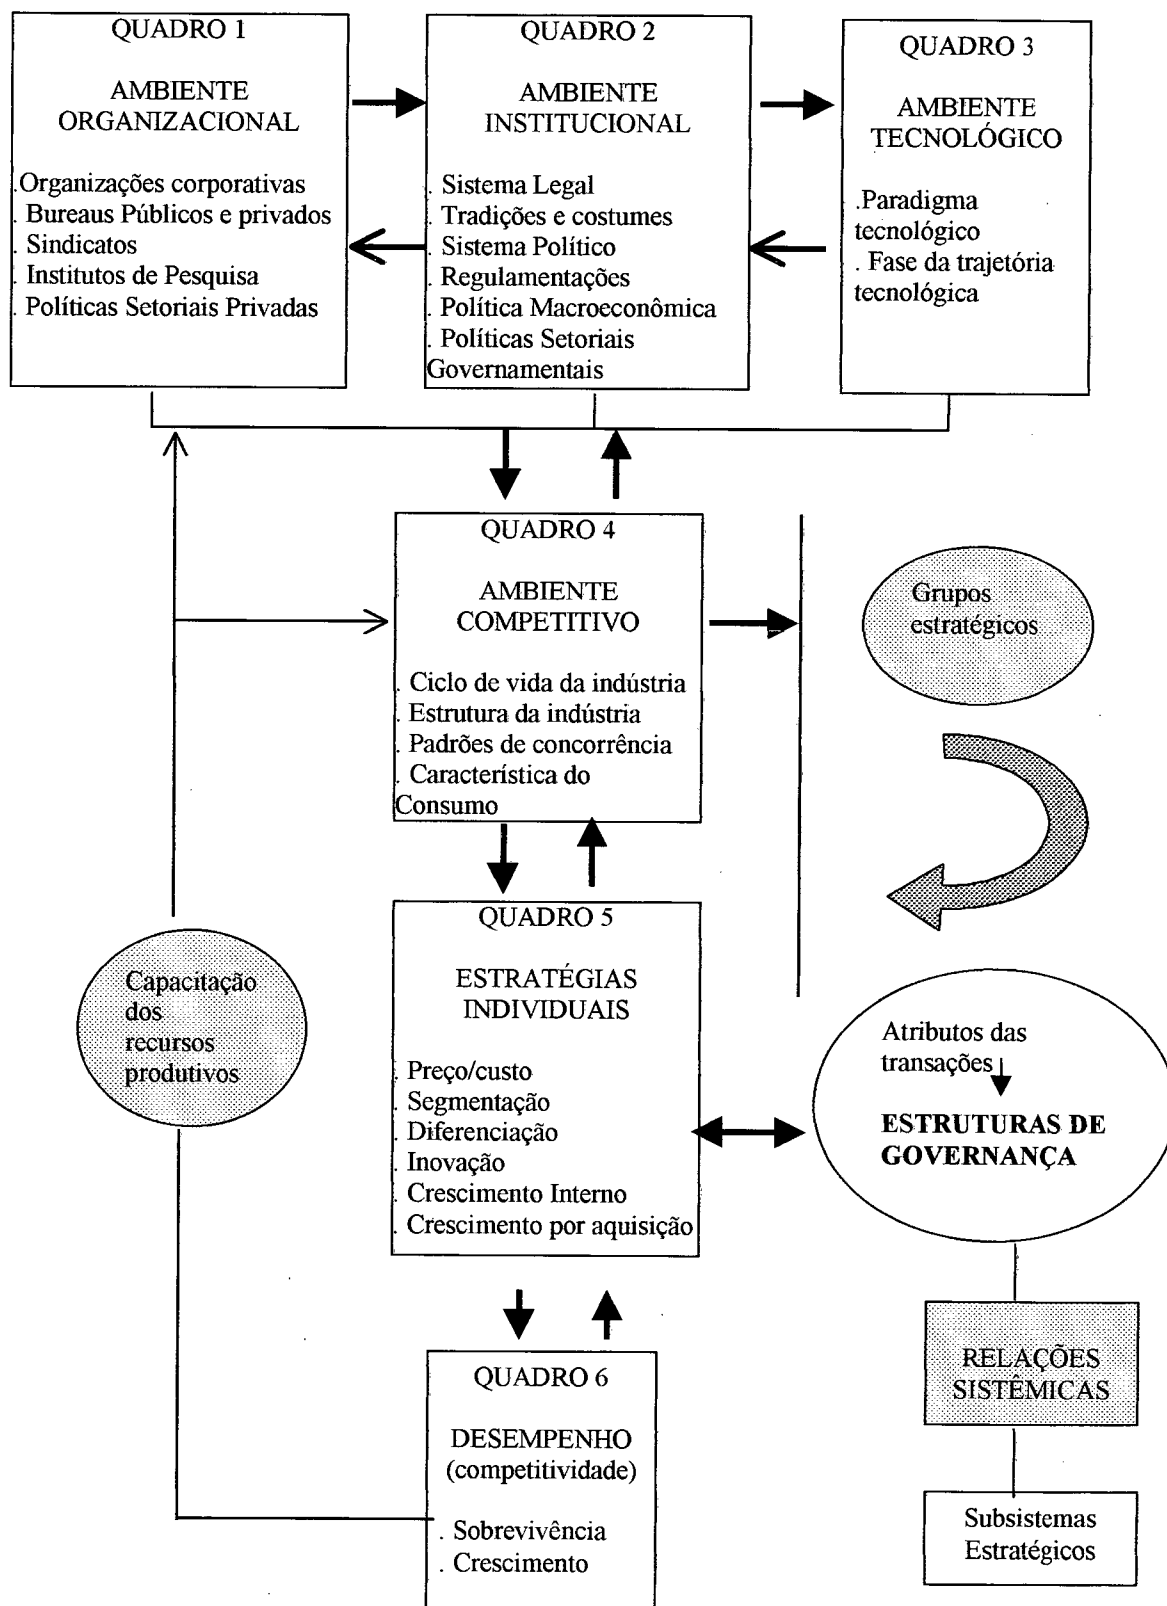 QUADRO 1
AMBIENTE
ORGANIZACIONAL
.Organizações corporativas
. Bureaus Públicos e privados
. Sindicatos
. Institutos de Pesquisa
. Políticas Setoriais Privadas
QUADRO 2
AMBIENTE
INSTITUCIONAL
. Sistema Legal
. Tradições e costumes
. Sistema Político
. Regulamentações
. Política Macroeconômica
. Políticas Setoriais
Governamentais
QUADRO 3
AMBIENTE
TECNOLÓGICO
.Paradigma
tecnológico
. Fase da trajetória
tecnológica
QUADRO 4
AMBIENTE
COMPETITIVO
. Ciclo de vida da indústria
. Estrutura da indústria
. Padrões de concorrência
. Característica do
Consumo
Grupos
estratégicos
QUADRO 5
ESTRATÉGIAS
INDIVIDUAIS
. Preço/custo
. Segmentação
. Diferenciação
. Inovação
. Crescimento Interno
. Crescimento por aquisição
Capacitação
dos
recursos
produtivos
Atributos das
transações
ESTRUTURAS DE
GOVERNANÇA
RELAÇÕES
SISTÊMICAS
Subsistemas
Estratégicos
QUADRO 6
DESEMPENHO
(competitividade)
. Sobrevivência
. Crescimento